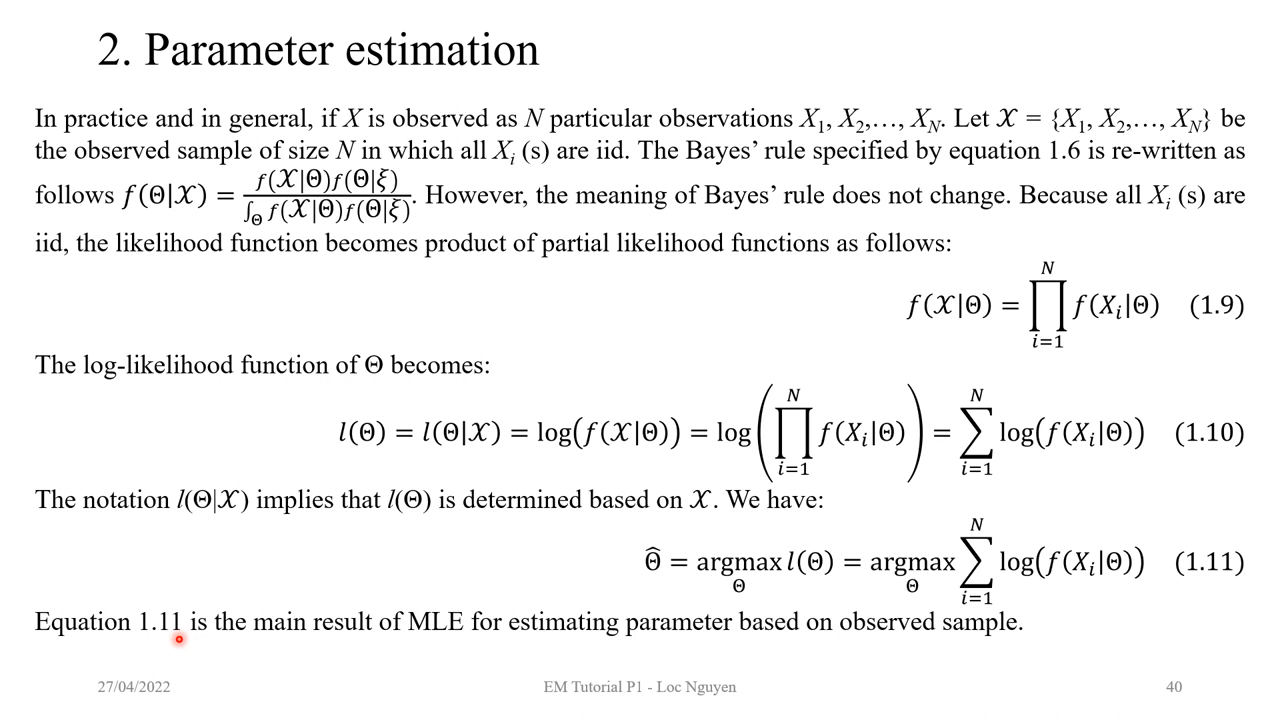 2. Parameter estimation
In practice and in general, if X is observed as N particular observations X₁, X₂,…, X_N. Let 𝒳 = {X₁, X₂,…, X_N} be
the observed sample of size N in which all Xᵢ (s) are iid. The Bayes’ rule specified by equation 1.6 is re-written as
follows f(Θ|𝒳) = f(𝒳|Θ)f(Θ|ξ) / ∫_Θ f(𝒳|Θ)f(Θ|ξ). However, the meaning of Bayes’ rule does not change. Because all Xᵢ (s) are
iid, the likelihood function becomes product of partial likelihood functions as follows:
f(𝒳|Θ) = ∏_{i=1}^{N} f(Xᵢ|Θ) (1.9)
The log-likelihood function of Θ becomes:
l(Θ) = l(Θ|𝒳) = log(f(𝒳|Θ)) = log(∏_{i=1}^{N} f(Xᵢ|Θ)) = ∑_{i=1}^{N} log(f(Xᵢ|Θ)) (1.10)
The notation l(Θ|𝒳) implies that l(Θ) is determined based on 𝒳. We have:
Θ̂ = argmax_Θ l(Θ) = argmax_Θ ∑_{i=1}^{N} log(f(Xᵢ|Θ)) (1.11)
Equation 1.11 is the main result of MLE for estimating parameter based on observed sample.
27/04/2022 EM Tutorial P1 - Loc Nguyen 40